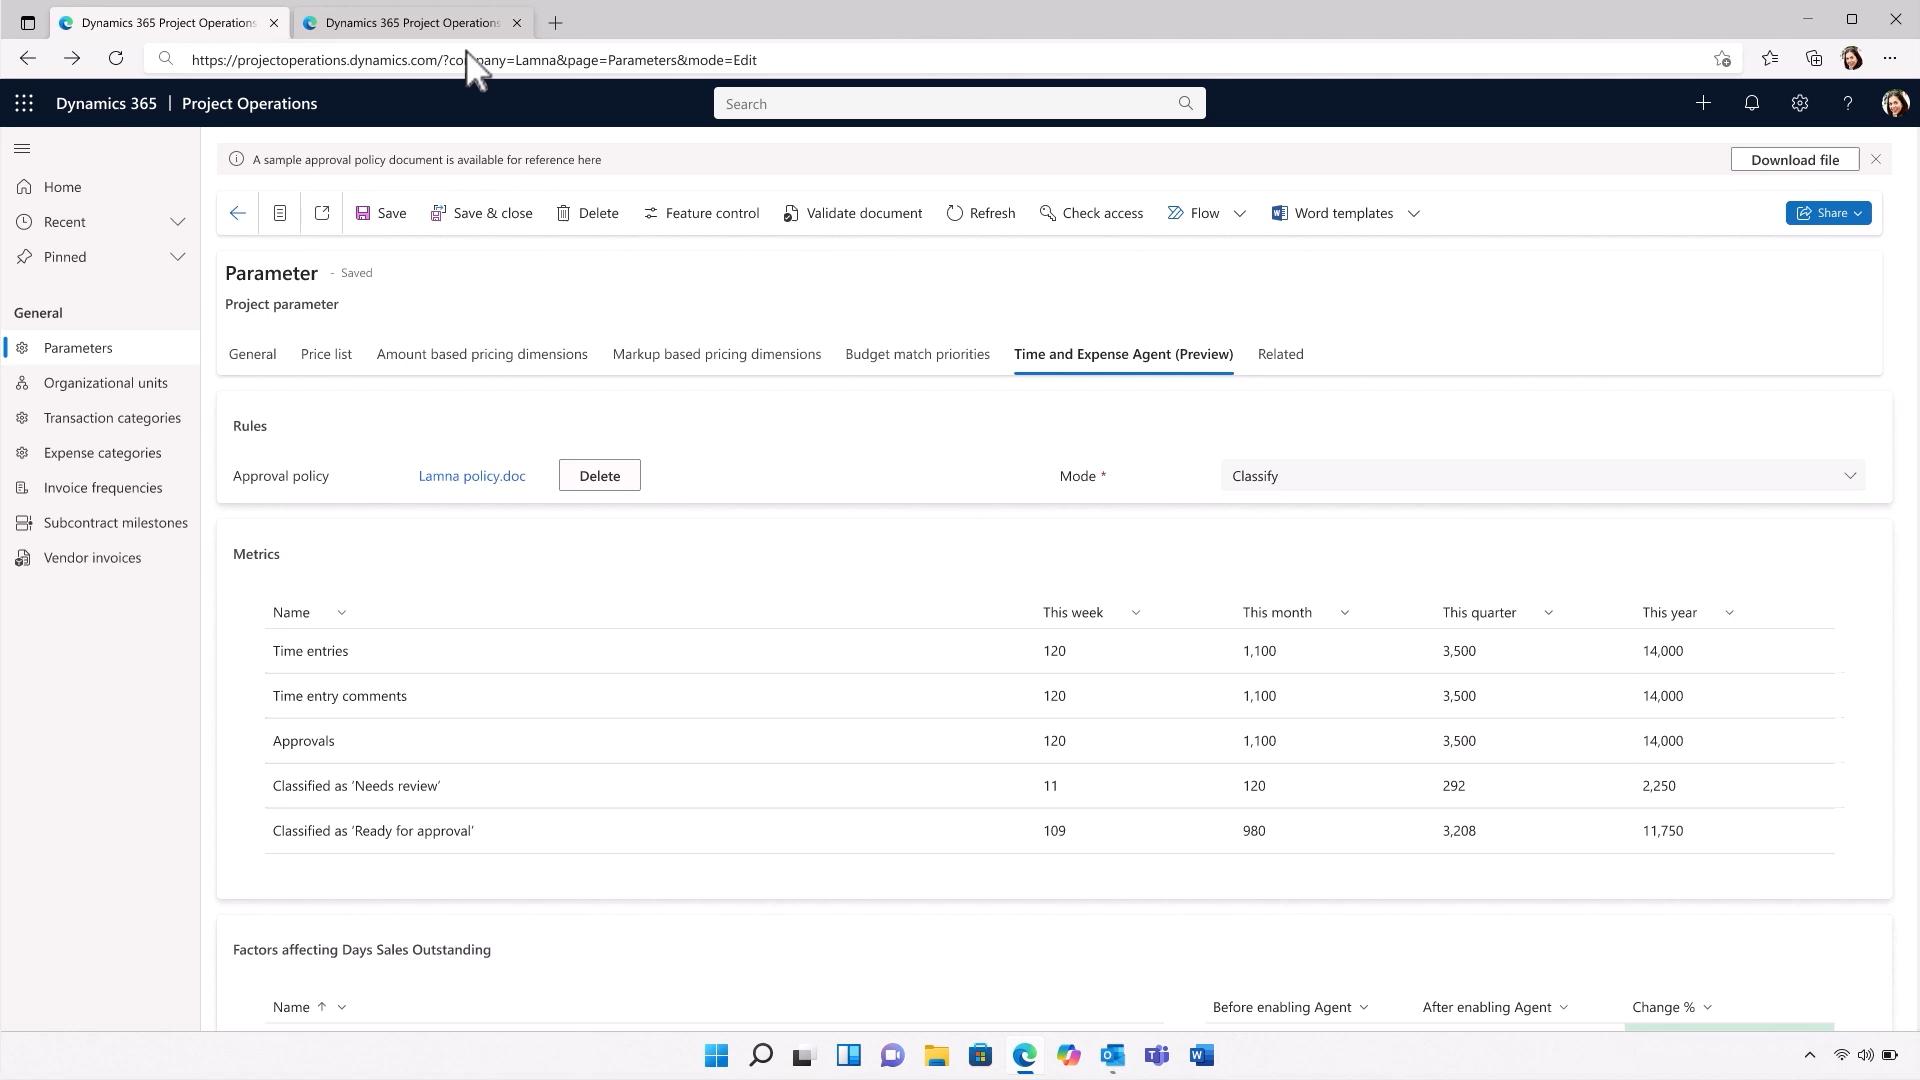 Dynamics 365 Project Operations
Dynamics 365 Project Operations
https://projectoperations.dynamics.com/?company=Lamna&page=Parameters&mode=Edit
Dynamics 365 | Project Operations
Search
A sample approval policy document is available for reference here
Download file
Home
Recent
Pinned
General
Parameters
Organizational units
Transaction categories
Expense categories
Invoice frequencies
Subcontract milestones
Vendor invoices
Save
Save & close
Delete
Feature control
Validate document
Refresh
Check access
Flow
Word templates
Share
Parameter - Saved
Project parameter
General
Price list
Amount based pricing dimensions
Markup based pricing dimensions
Budget match priorities
Time and Expense Agent (Preview)
Related
Rules
Approval policy Lamna policy.doc Delete Mode * Classify
Metrics
Name This week This month This quarter This year
Time entries 120 1,100 3,500 14,000
Time entry comments 120 1,100 3,500 14,000
Approvals 120 1,100 3,500 14,000
Classified as ‘Needs review’ 11 120 292 2,250
Classified as ‘Ready for approval’ 109 980 3,208 11,750
Factors affecting Days Sales Outstanding
Name ↑ Before enabling Agent After enabling Agent Change %